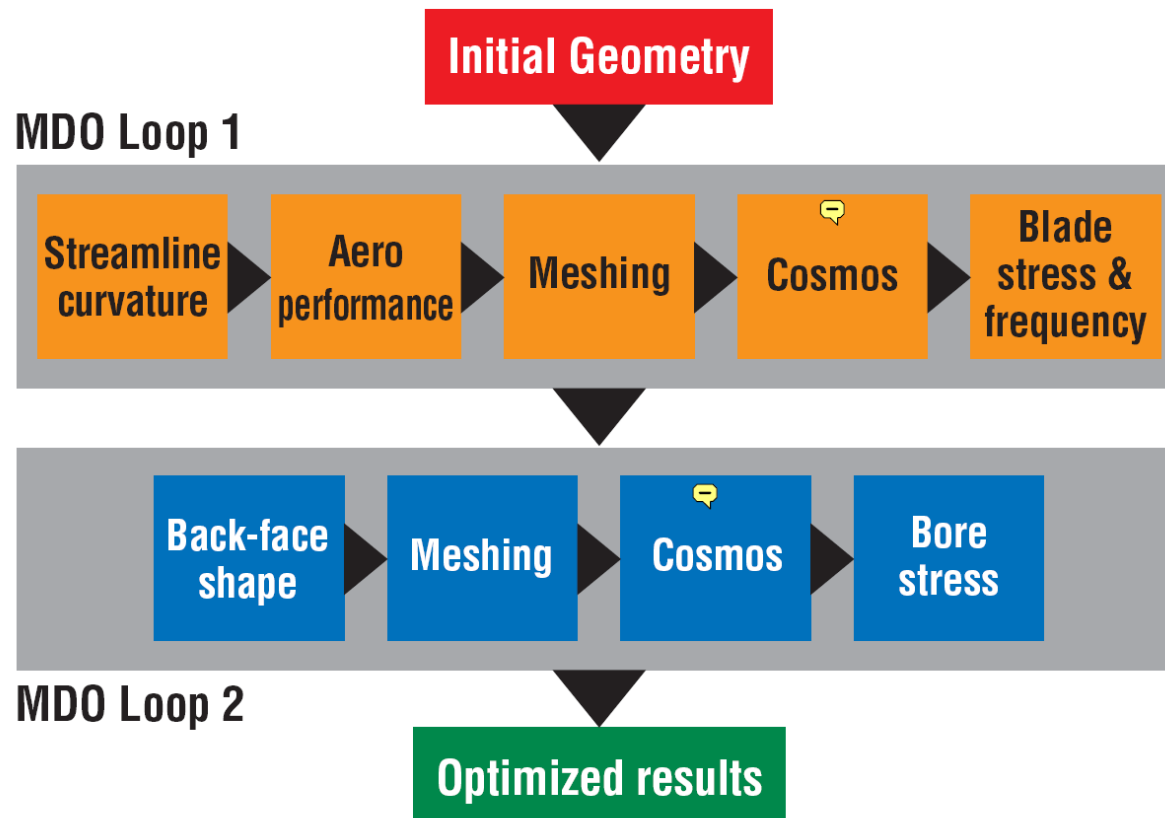 Initial Geometry
MDO Loop 1
Streamline
curvature
Aero
performance
Meshing
Cosmos
Blade
stress &
frequency
Back-face
shape
Meshing
Cosmos
Bore
stress
MDO Loop 2
Optimized results